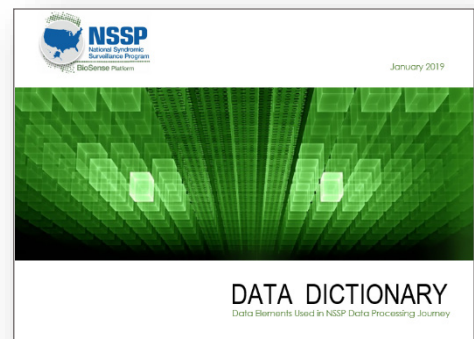 NSSP
National Syndromic
Surveillance Program
BioSense Platform
January 2019
DATA DICTIONARY
Data Elements Used in NSSP Data Processing Journey